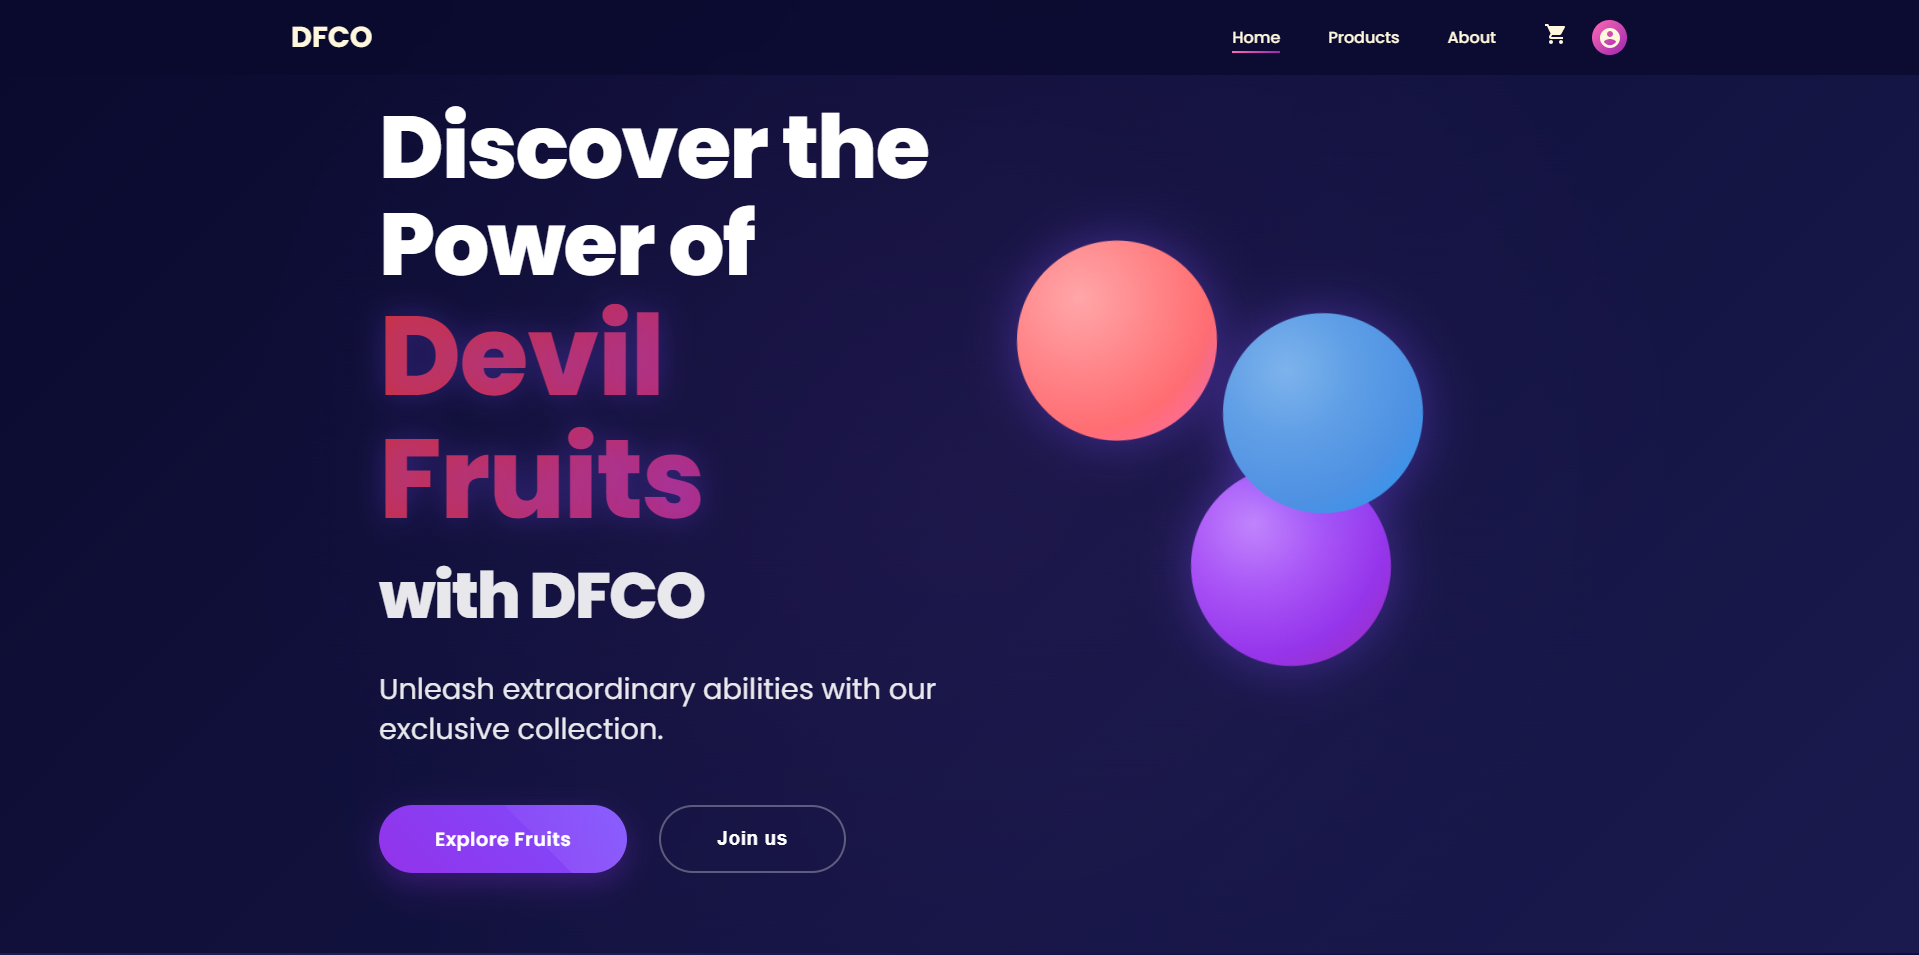 DFCO
Home
Products
About
Discover the
Power of
Devil
Fruits
with DFCO
Unleash extraordinary abilities with our
exclusive collection.
Explore Fruits
Join us